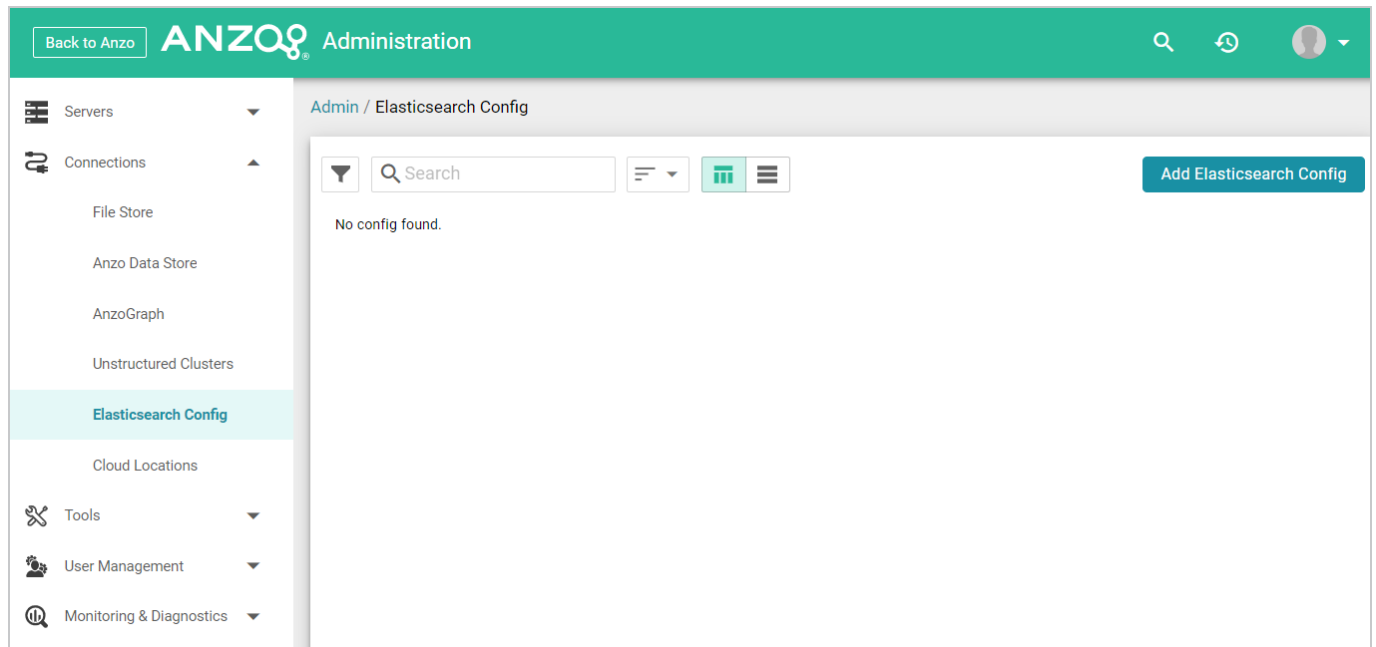 Back to Anzo ANZO® Administration
Servers
Admin / Elasticsearch Config
Connections
Search
Add Elasticsearch Config
File Store
No config found.
Anzo Data Store
AnzoGraph
Unstructured Clusters
Elasticsearch Config
Cloud Locations
Tools
User Management
Monitoring & Diagnostics